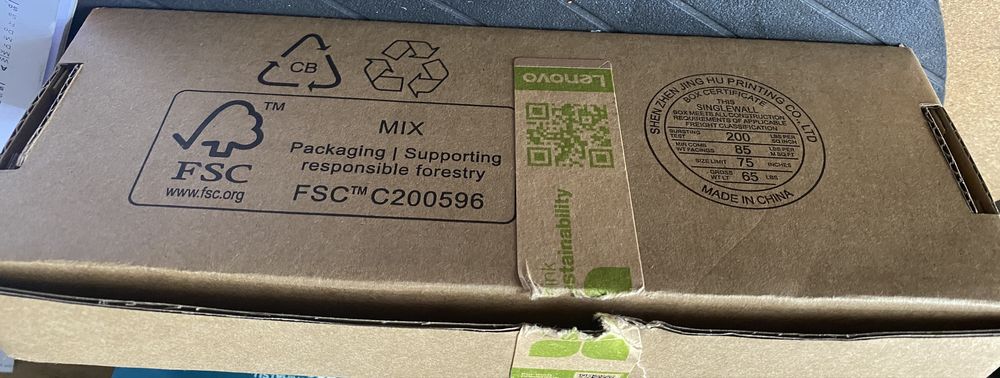 CB
FSC
TM
www.fsc.org
MIX
Packaging | Supporting
responsible forestry
FSC™ C200596
Lenovo
ink
stainability
SHEN ZHEN JING HU PRINTING CO., LTD
BOX CERTIFICATE
THIS
SINGLEWALL
BOX MEETS ALL CONSTRUCTION
REQUIREMENTS OF APPLICABLE
FREIGHT CLASSIFICATION
BURSTING TEST 200 LBS PER SQ INCH
MIN COMB WT FACINGS 85 LBS PER M SQ FT
SIZE LIMIT 75 INCHES
GROSS WT LT 65 LBS
MADE IN CHINA